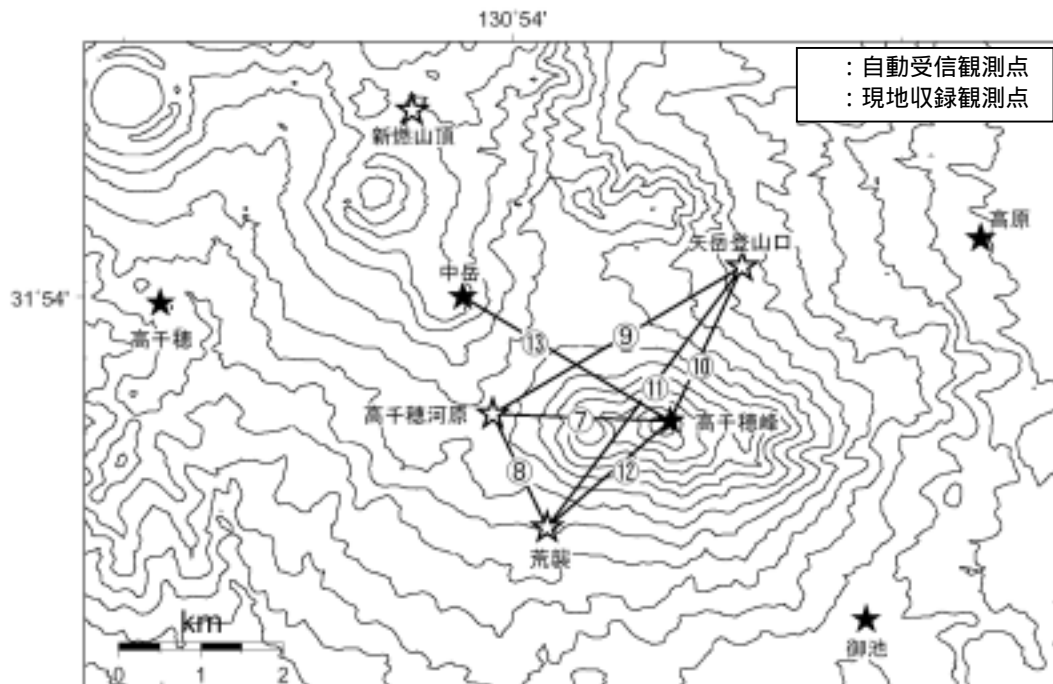 130°54'
：自動受信観測点
：現地収録観測点
新燃山頂
高原
矢岳登山口
中岳
31°54'
高千穂
⑬
⑨
⑩
⑪
高千穂河原
⑦
高千穂峰
⑧
⑫
荒襲
km
0 1 2
御池